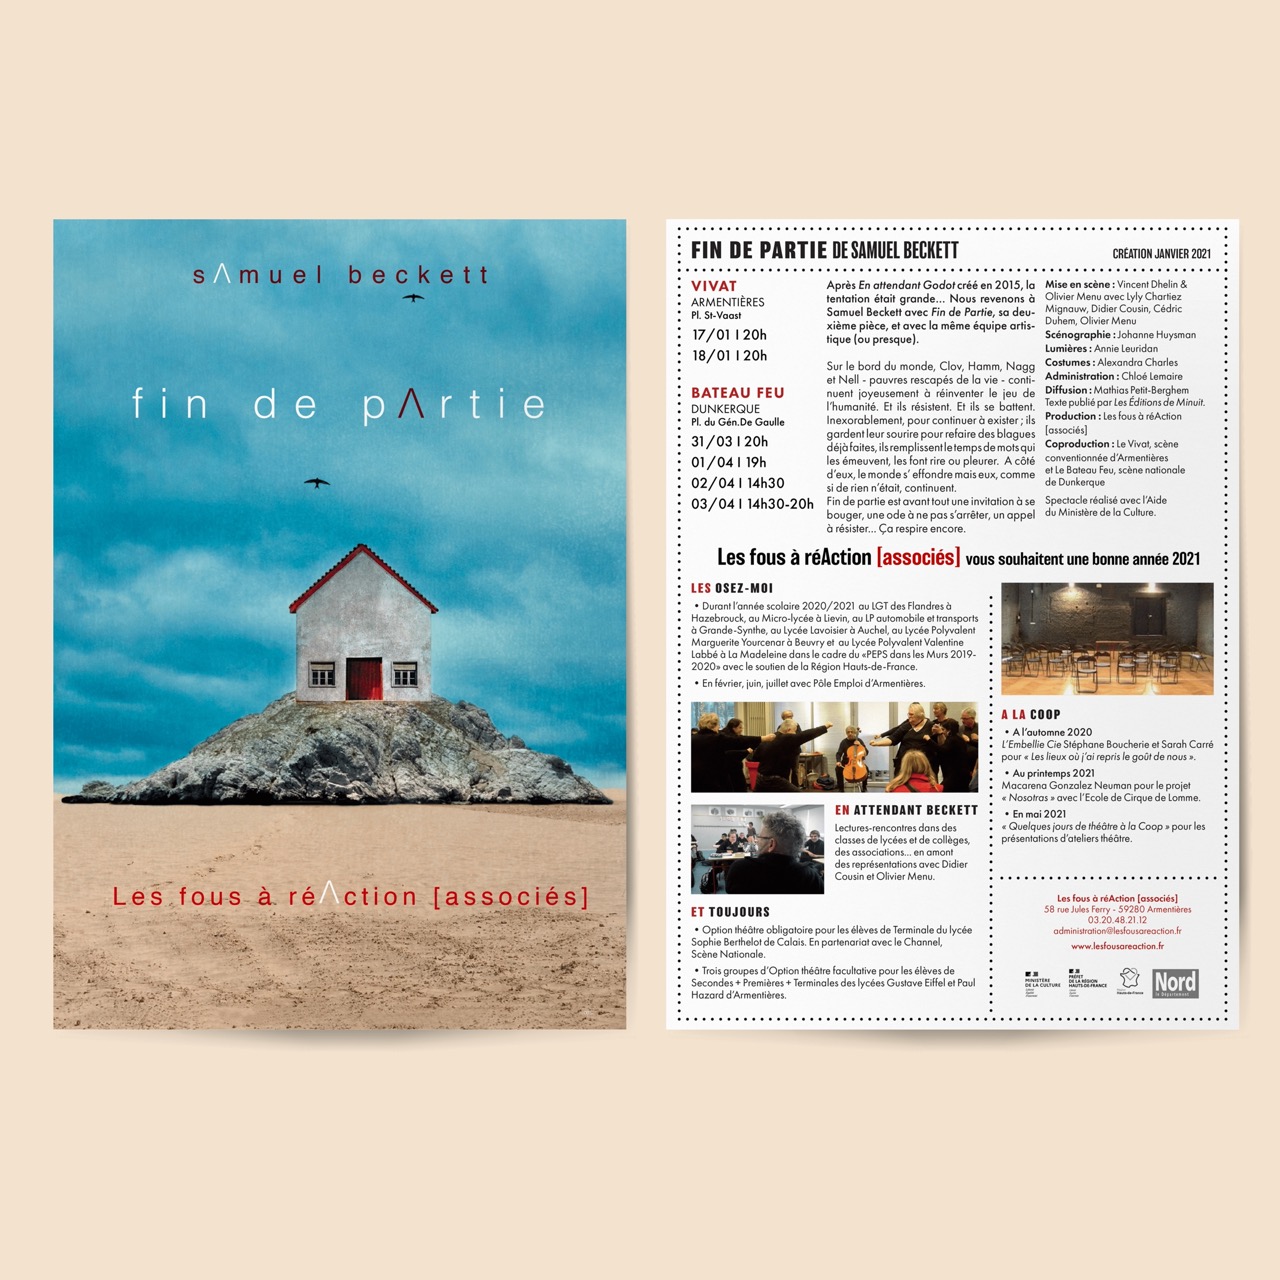 sΛmuel beckett
fin de pΛrtie
Les fous à réΛction [associés]
FIN DE PARTIE DE SAMUEL BECKETT
CRÉATION JANVIER 2021
VIVAT
ARMENTIÈRES
Pl. St-Vaast
17/01 I 20h
18/01 I 20h
BATEAU FEU
DUNKERQUE
Pl. du Gén.De Gaulle
31/03 I 20h
01/04 I 19h
02/04 I 14h30
03/04 I 14h30-20h
Après En attendant Godot créé en 2015, la
tentation était grande... Nous revenons à
Samuel Beckett avec Fin de Partie, sa deu-
xième pièce, et avec la même équipe artis-
tique (ou presque).
Sur le bord du monde, Clov, Hamm, Nagg
et Nell - pauvres rescapés de la vie - conti-
nuent joyeusement à réinventer le jeu de
l'humanité. Et ils résistent. Et ils se battent.
Inexorablement, pour continuer à exister ; ils
gardent leur sourire pour refaire des blagues
déjà faites, ils remplissent le temps de mots qui
les émeuvent, les font rire ou pleurer. A côté
d'eux, le monde s' effondre mais eux, comme
si de rien n'était, continuent.
Fin de partie est avant tout une invitation à se
bouger, une ode à ne pas s'arrêter, un appel
à résister... Ça respire encore.
Mise en scène : Vincent Dhelin &
Olivier Menu avec Lyly Chartiez
Mignauw, Didier Cousin, Cédric
Duhem, Olivier Menu
Scénographie : Johanne Huysman
Lumières : Annie Leuridan
Costumes : Alexandra Charles
Administration : Chloé Lemaire
Diffusion : Mathias Petit-Berghem
Texte publié par Les Éditions de Minuit.
Production : Les fous à réAction
[associés]
Coproduction : Le Vivat, scène
conventionnée d'Armentières
et Le Bateau Feu, scène nationale
de Dunkerque
Spectacle réalisé avec l'Aide
du Ministère de la Culture.
Les fous à réAction [associés] vous souhaitent une bonne année 2021
LES OSEZ-MOI
• Durant l'année scolaire 2020/2021 au LGT des Flandres à
Hazebrouck, au Micro-lycée à Lievin, au LP automobile et transports
à Grande-Synthe, au Lycée Lavoisier à Auchel, au Lycée Polyvalent
Marguerite Yourcenar à Beuvry et au Lycée Polyvalent Valentine
Labbé à La Madeleine dans le cadre du «PEPS dans les Murs 2019-
2020» avec le soutien de la Région Hauts-de-France.
• En février, juin, juillet avec Pôle Emploi d'Armentières.
EN ATTENDANT BECKETT
Lectures-rencontres dans des
classes de lycées et de collèges,
des associations... en amont
des représentations avec Didier
Cousin et Olivier Menu.
ET TOUJOURS
• Option théâtre obligatoire pour les élèves de Terminale du lycée
Sophie Berthelot de Calais. En partenariat avec le Channel,
Scène Nationale.
• Trois groupes d'Option théâtre facultative pour les élèves de
Secondes + Premières + Terminales des lycées Gustave Eiffel et Paul
Hazard d'Armentières.
A LA COOP
• A l'automne 2020
L'Embellie Cie Stéphane Boucherie et Sarah Carré
pour « Les lieux où j'ai repris le goût de nous ».
• Au printemps 2021
Macarena Gonzalez Neuman pour le projet
« Nosotras » avec l'Ecole de Cirque de Lomme.
• En mai 2021
« Quelques jours de théâtre à la Coop » pour les
présentations d'ateliers théâtre.
Les fous à réAction [associés]
58 rue Jules Ferry - 59280 Armentières
03.20.48.21.12
administration@lesfousareaction.fr
www.lesfousareaction.fr
MINISTÈRE
DE LA CULTURE
PRÉFET
DE LA RÉGION
HAUTS-DE-FRANCE
Hauts-de-France
Nord
le Département